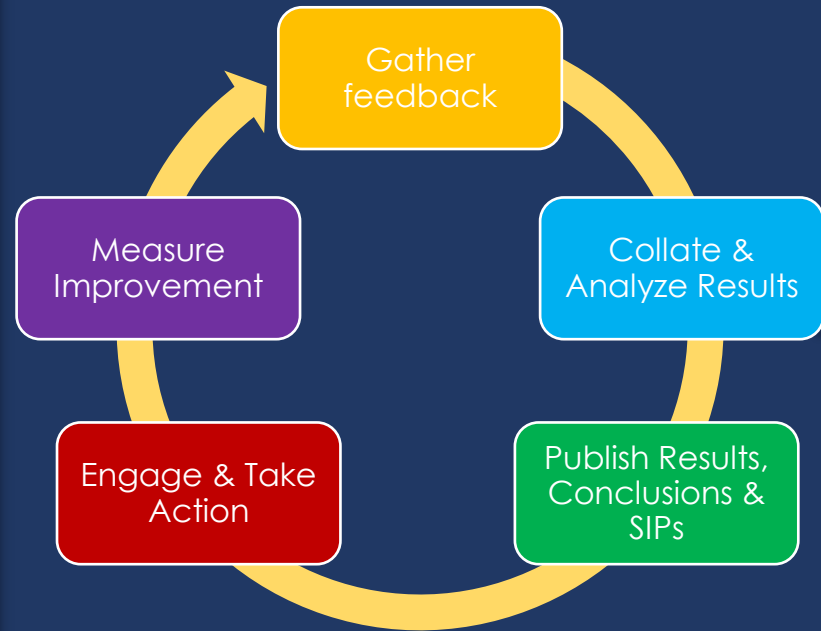 Gather
feedback
Collate &
Analyze Results
Publish Results,
Conclusions &
SIPs
Engage & Take
Action
Measure
Improvement